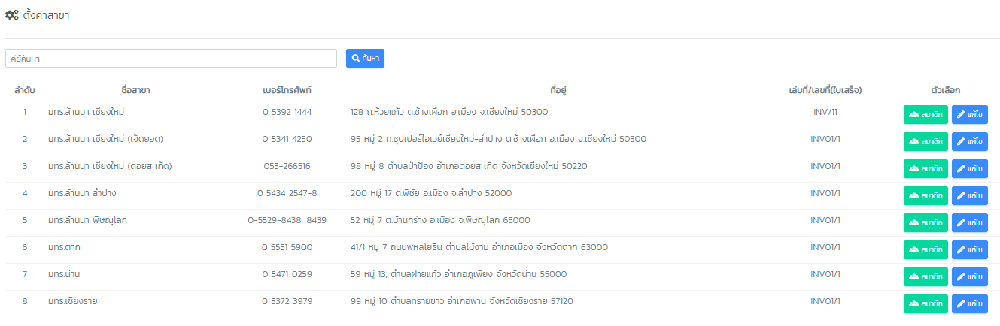 ตั้งค่าสาขา
คีย์ค้นหา ค้นหา
ลำดับ ชื่อสาขา เบอร์โทรศัพท์ ที่อยู่ เล่มที่/เลขที่(ใบเสร็จ) ตัวเลือก
1 มทร.ล้านนา เชียงใหม่ 0 5392 1444 128 ถ.ห้วยแก้ว ต.ช้างเผือก อ.เมือง จ.เชียงใหม่ 50300 INV/11 สมาชิก แก้ไข
2 มทร.ล้านนา เชียงใหม่ (เจ็ดยอด) 0 5341 4250 95 หมู่ 2 ถ.ซุปเปอร์ไฮเวย์เชียงใหม่-ลำปาง ต.ช้างเผือก อ.เมือง จ.เชียงใหม่ 50300 INV01/1 สมาชิก แก้ไข
3 มทร.ล้านนา เชียงใหม่ (ดอยสะเก็ด) 053-266516 98 หมู่ 8 ตำบลป่าป้อง อำเภอดอยสะเก็ด จังหวัดเชียงใหม่ 50220 INV01/1 สมาชิก แก้ไข
4 มทร.ล้านนา ลำปาง 0 5434 2547-8 200 หมู่ 17 ต.พิชัย อ.เมือง จ.ลำปาง 52000 INV01/1 สมาชิก แก้ไข
5 มทร.ล้านนา พิษณุโลก 0-5529-8438, 8439 52 หมู่ 7 ต.บ้านกร่าง อ.เมือง จ.พิษณุโลก 65000 INV01/1 สมาชิก แก้ไข
6 มทร.ตาก 0 5551 5900 41/1 หมู่ 7 ถนนพหลโยธิน ตำบลไม้งาม อำเภอเมือง จังหวัดตาก 63000 INV01/1 สมาชิก แก้ไข
7 มทร.น่าน 0 5471 0259 59 หมู่ 13, ตำบลฝายแก้ว อำเภอภูเพียง จังหวัดน่าน 55000 INV01/1 สมาชิก แก้ไข
8 มทร.เชียงราย 0 5372 3979 99 หมู่ 10 ตำบลทรายขาว อำเภอพาน จังหวัดเชียงราย 57120 INV01/1 สมาชิก แก้ไข